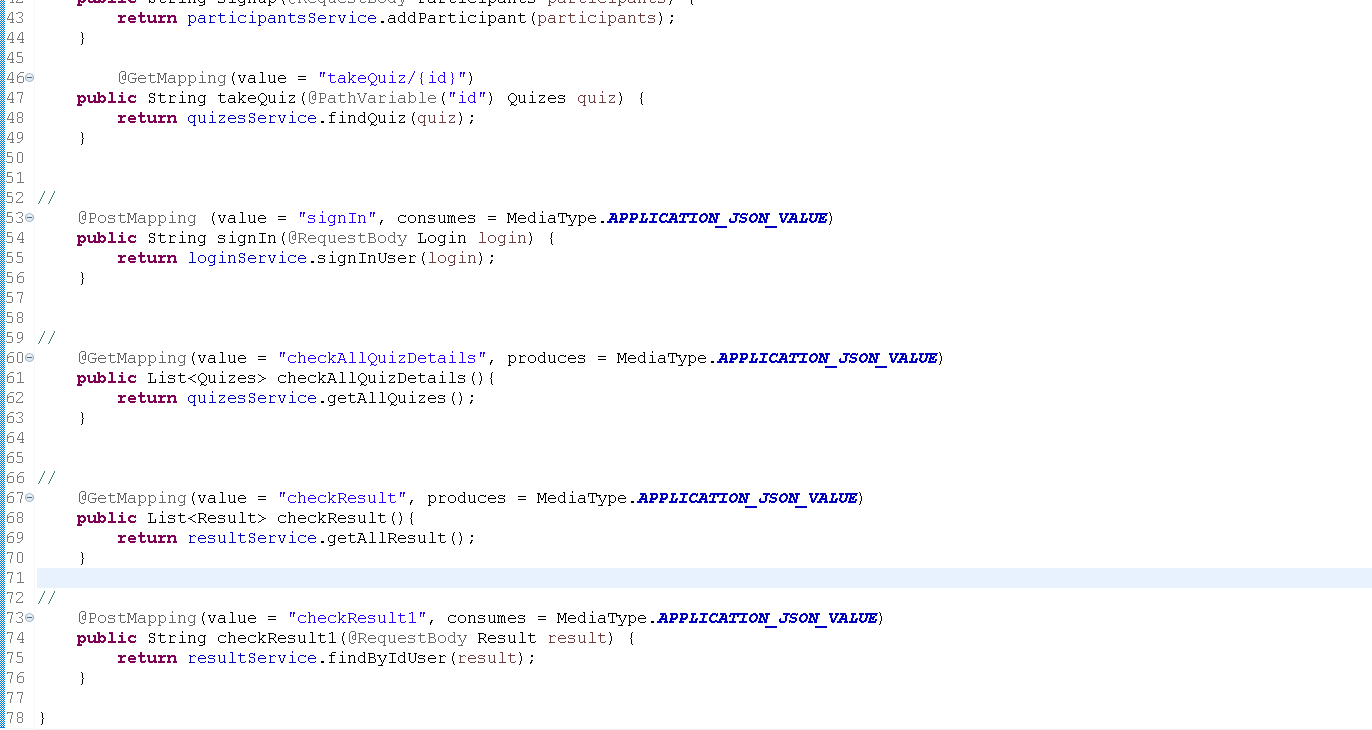 43 return participantsService.addParticipant(participants);
44 }
45
46 @GetMapping(value = "takeQuiz/{id}")
47 public String takeQuiz(@PathVariable("id") Quizes quiz) {
48 return quizesService.findQuiz(quiz);
49 }
50
51
52 //
53 @PostMapping (value = "signIn", consumes = MediaType.APPLICATION_JSON_VALUE)
54 public String signIn(@RequestBody Login login) {
55 return loginService.signInUser(login);
56 }
57
58
59 //
60 @GetMapping(value = "checkAllQuizDetails", produces = MediaType.APPLICATION_JSON_VALUE)
61 public List<Quizes> checkAllQuizDetails(){
62 return quizesService.getAllQuizes();
63 }
64
65
66 //
67 @GetMapping(value = "checkResult", produces = MediaType.APPLICATION_JSON_VALUE)
68 public List<Result> checkResult(){
69 return resultService.getAllResult();
70 }
71
72 //
73 @PostMapping(value = "checkResult1", consumes = MediaType.APPLICATION_JSON_VALUE)
74 public String checkResult1(@RequestBody Result result) {
75 return resultService.findByIdUser(result);
76 }
77
78 }